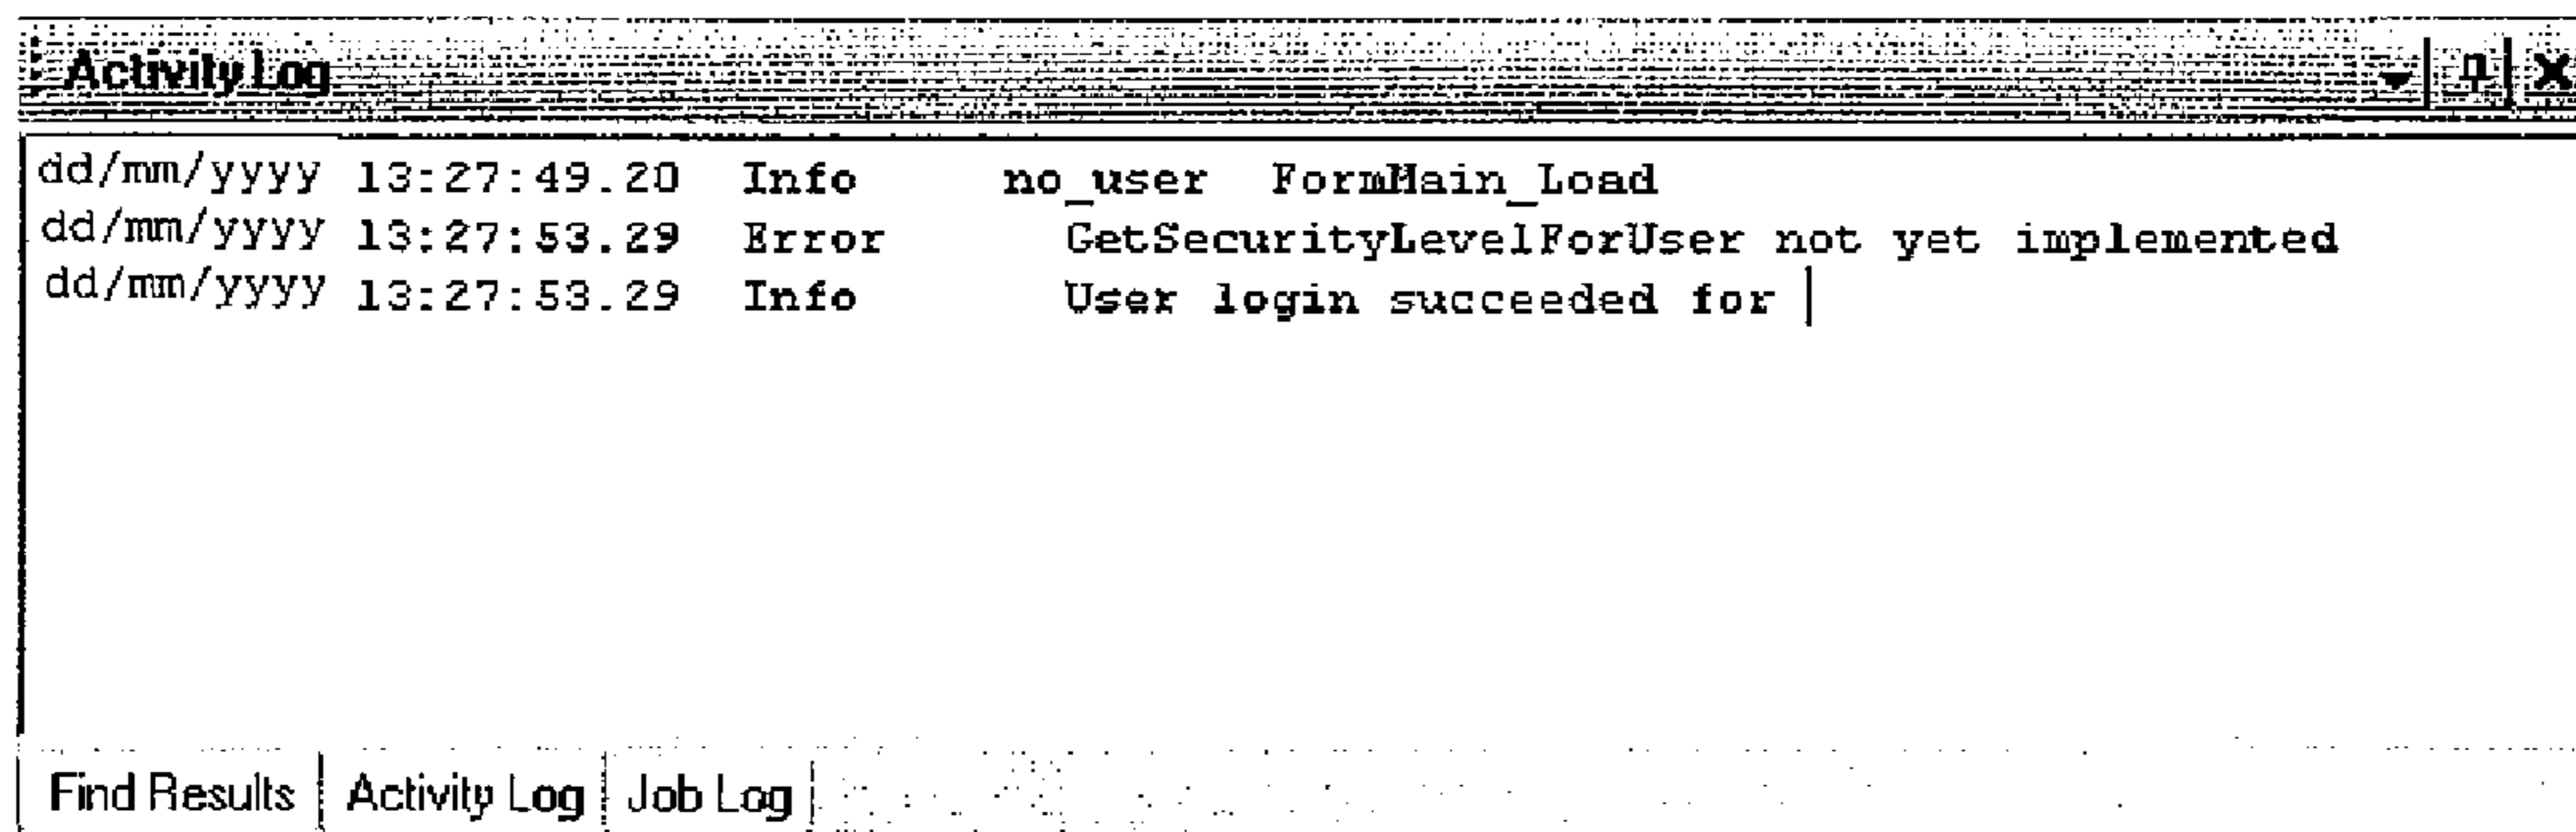 Activity Log
dd/mm/yyyy 13:27:49.20 Info no_user FormMain_Load
dd/mm/yyyy 13:27:53.29 Error GetSecurityLevelForUser not yet implemented
dd/mm/yyyy 13:27:53.29 Info User login succeeded for
Find Results Activity Log Job Log